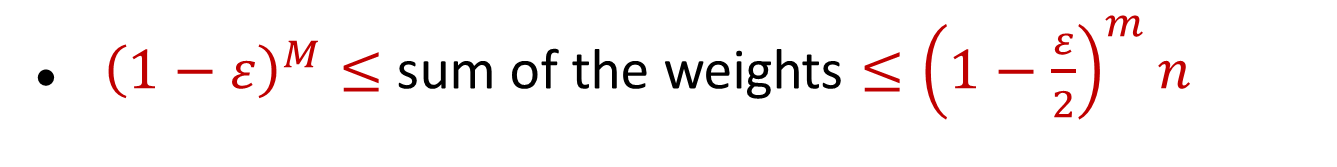 • (1 − ε)^M ≤ sum of the weights ≤ (1 − ε/2)^m n